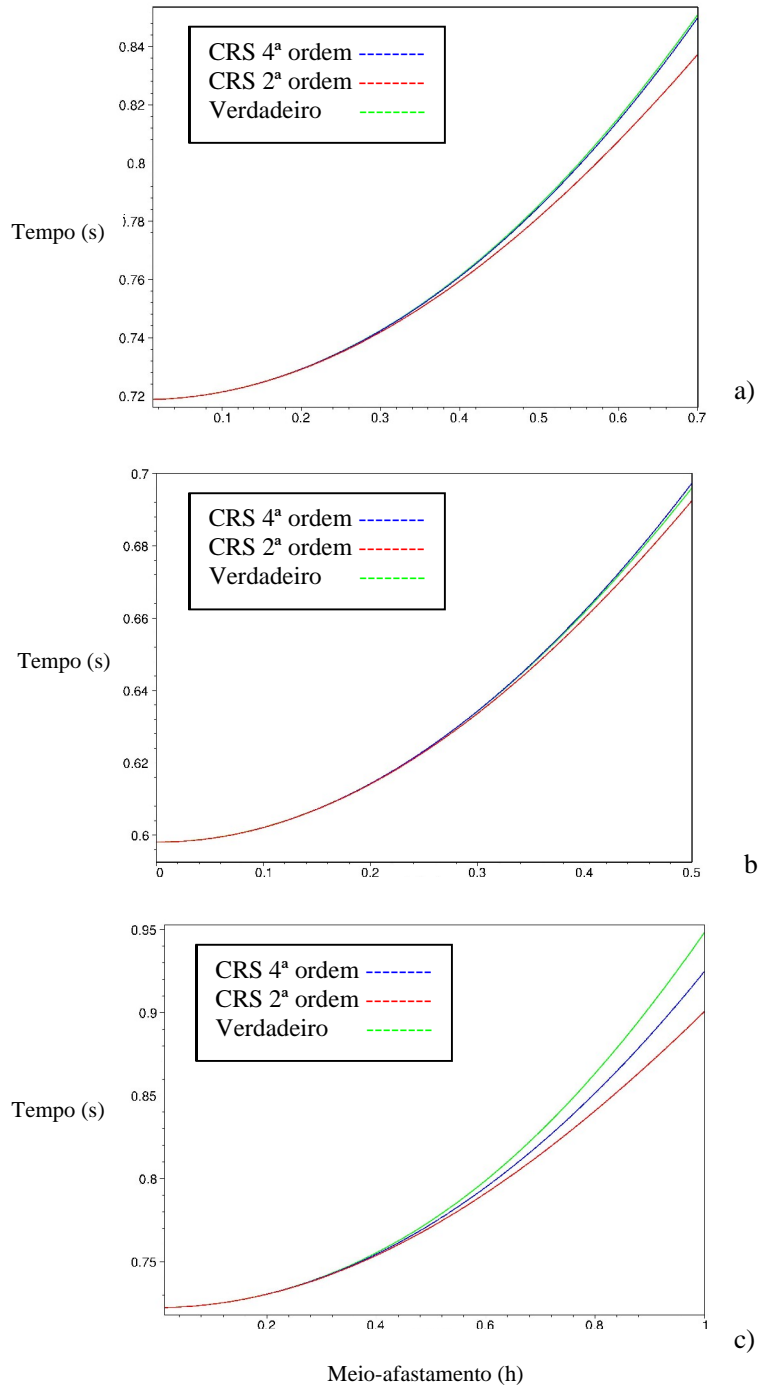 0.84
0.82
0.8
Tempo (s)
.78
0.76
0.74
0.72
CRS 4ª ordem
CRS 2ª ordem
Verdadeiro
0.1 0.2 0.3 0.4 0.5 0.6 0.7
a)
0.7
0.68
0.66
Tempo (s)
0.64
0.62
0.6
CRS 4ª ordem
CRS 2ª ordem
Verdadeiro
0 0.1 0.2 0.3 0.4 0.5
b
0.95
0.9
0.85
Tempo (s)
0.8
0.75
CRS 4ª ordem
CRS 2ª ordem
Verdadeiro
0.2 0.4 0.6 0.8 1
c)
Meio-afastamento (h)